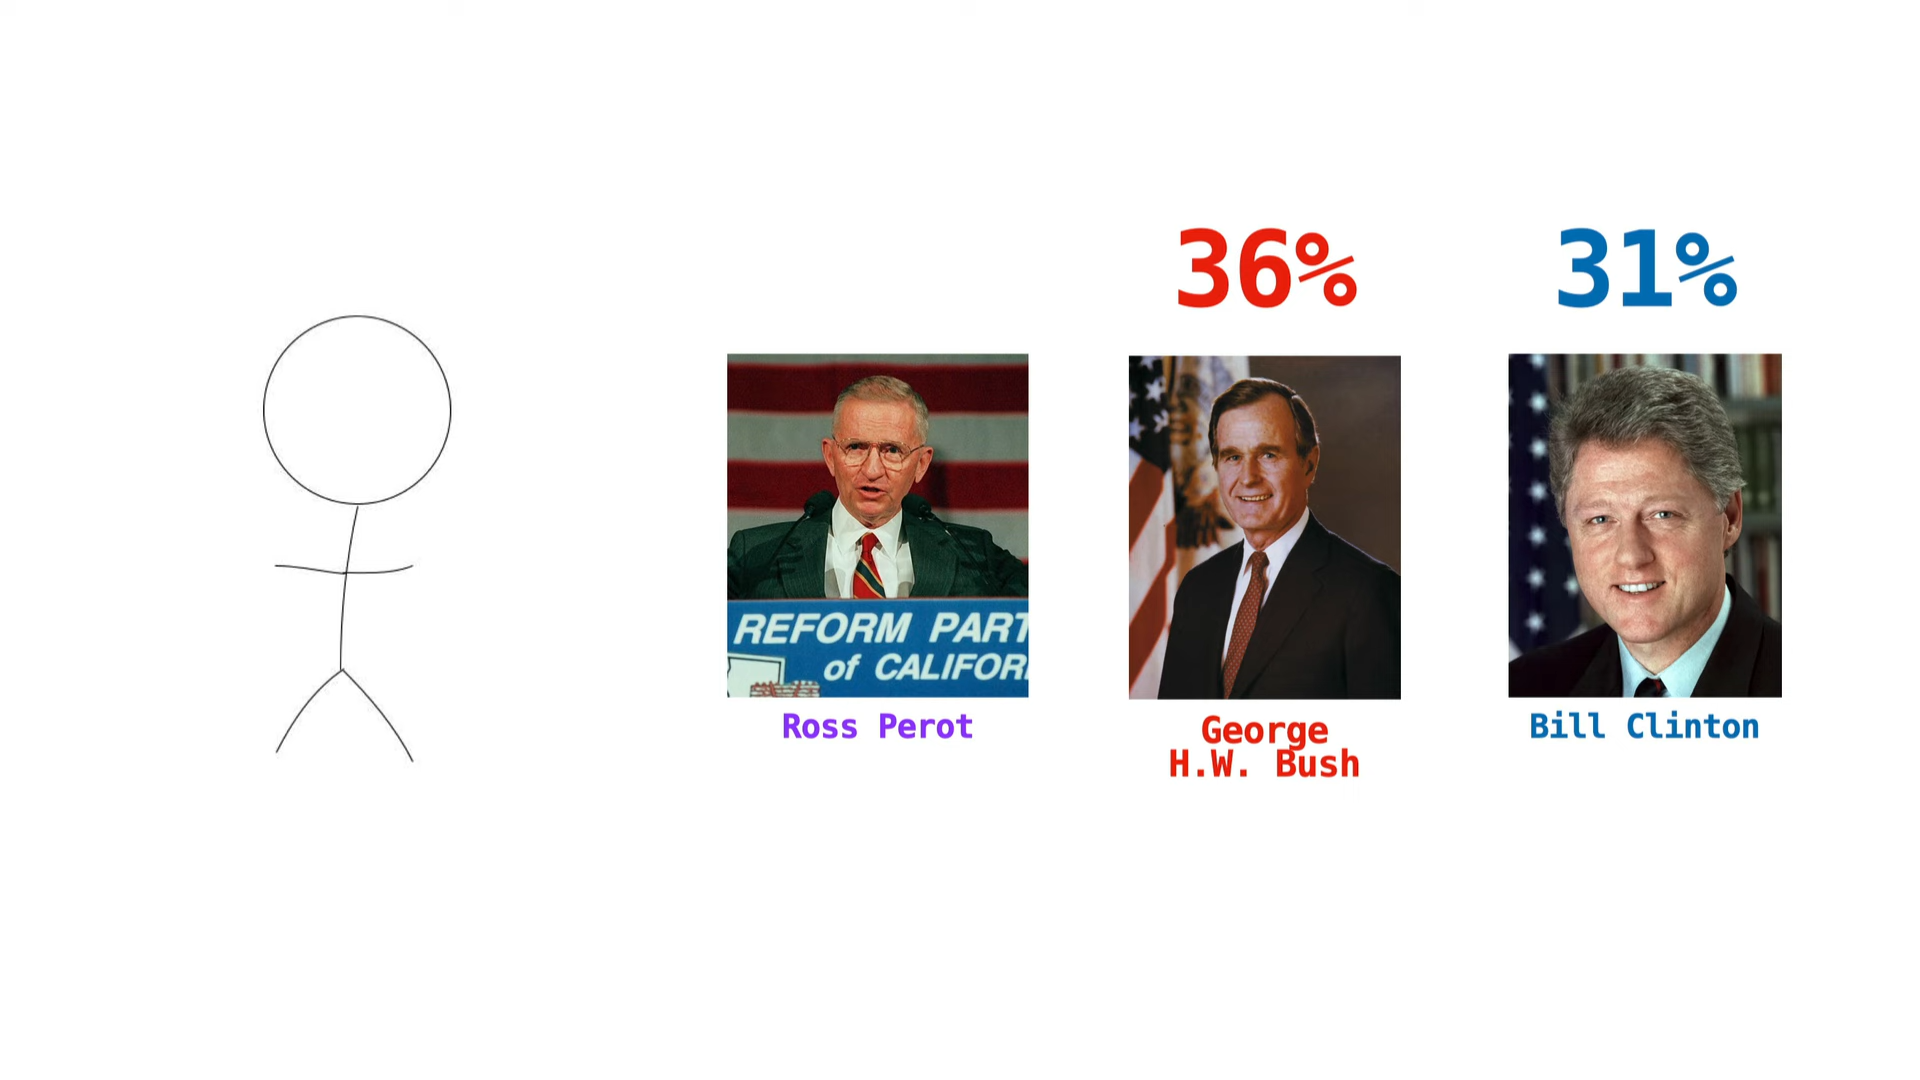 36%
31%
REFORM PART
of CALIFOR
Ross Perot
George
H.W. Bush
Bill Clinton